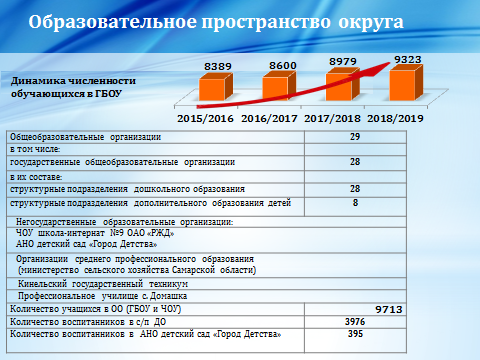 Образовательное пространство округа
8389 8600 8979 9323
Динамика численности
обучающихся в ГБОУ
2015/2016 2016/2017 2017/2018 2018/2019
Общеобразовательные организации 29
в том числе:
государственные общеобразовательные организации 28
в их составе:
структурные подразделения дошкольного образования 28
структурные подразделения дополнительного образования детей 8
Негосударственные образовательные организации:
ЧОУ школа-интернат №9 ОАО «РЖД»
АНО детский сад «Город Детства»
Организации среднего профессионального образования
(министерство сельского хозяйства Самарской области)
Кинельский государственный техникум
Профессиональное училище с. Домашка
Количество учащихся в ОО (ГБОУ и ЧОУ) 9713
Количество воспитанников в с/п ДО 3976
Количество воспитанников в АНО детский сад «Город Детства» 395